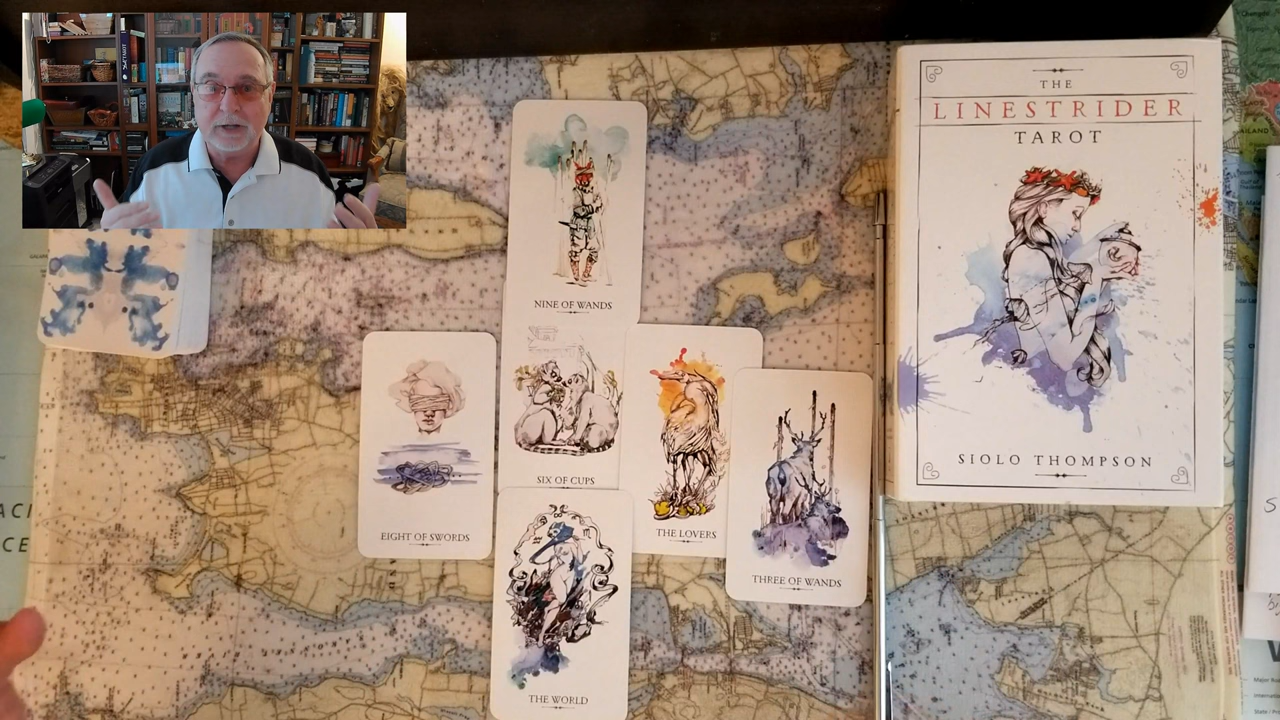 NINE OF WANDS
EIGHT OF SWORDS
SIX OF CUPS
THE LOVERS
THREE OF WANDS
THE WORLD
THE
LINESTRIDER
TAROT
SIOLO THOMPSON